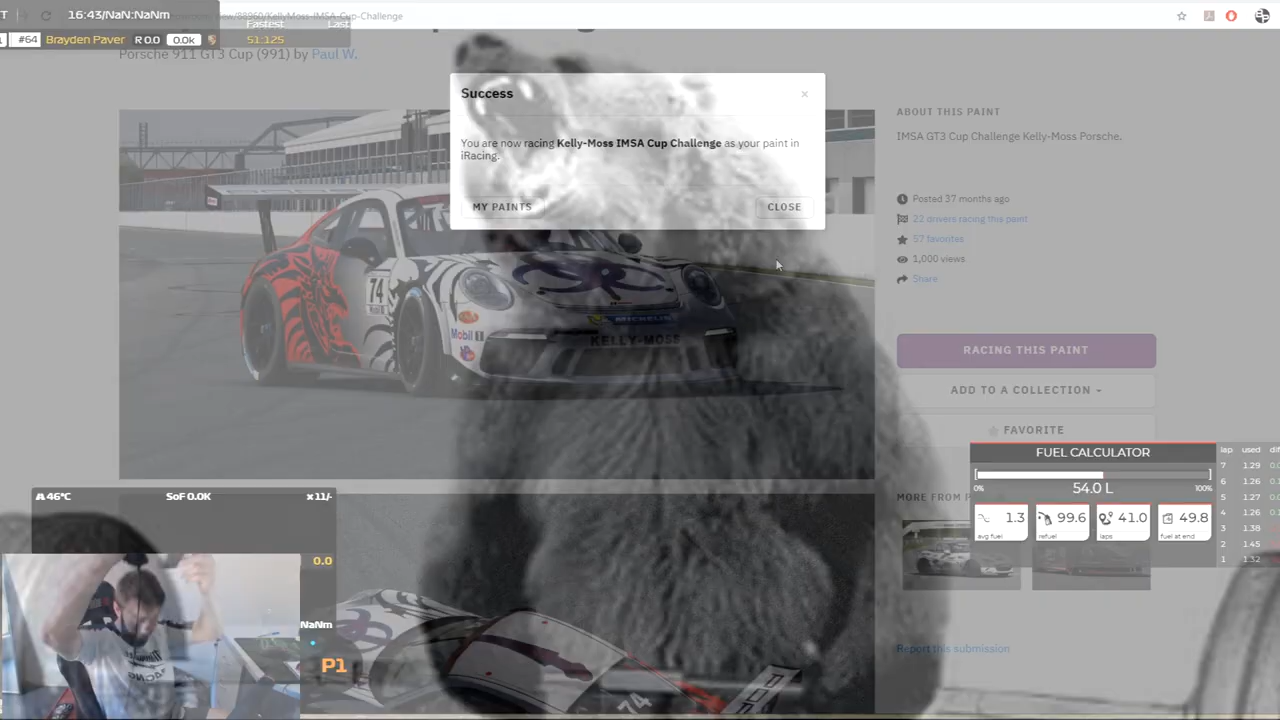 16:43/NaN:NaNm
Fastest Last
#64 Brayden Paver R 0.0 0.0k
51:125
/88960/KellyMoss-IMSA-Cup-Challenge
Porsche 911 GT3 Cup (991) by Paul W.
Success
×
You are now racing Kelly-Moss IMSA Cup Challenge as your paint in
iRacing.
MY PAINTS
CLOSE
ABOUT THIS PAINT
IMSA GT3 Cup Challenge Kelly-Moss Porsche.
Posted 37 months ago
22 drivers racing this paint
57 favorites
1,000 views
Share
RACING THIS PAINT
ADD TO A COLLECTION
FAVORITE
74
Mobil 1
MICHELIN
KELLY-MOSS
FUEL CALCULATOR
0% 54.0 L 100%
1.3 99.6 41.0 49.8
avg fuel refuel laps fuel at end
lap used
7 1.29
6 1.26
5 1.27
4 1.26
3 1.38
2 1.45
1 1.32
MORE FROM
46°C SoF 0.0K x 11/-
0.0
NaNm
P1
74
Report this submission